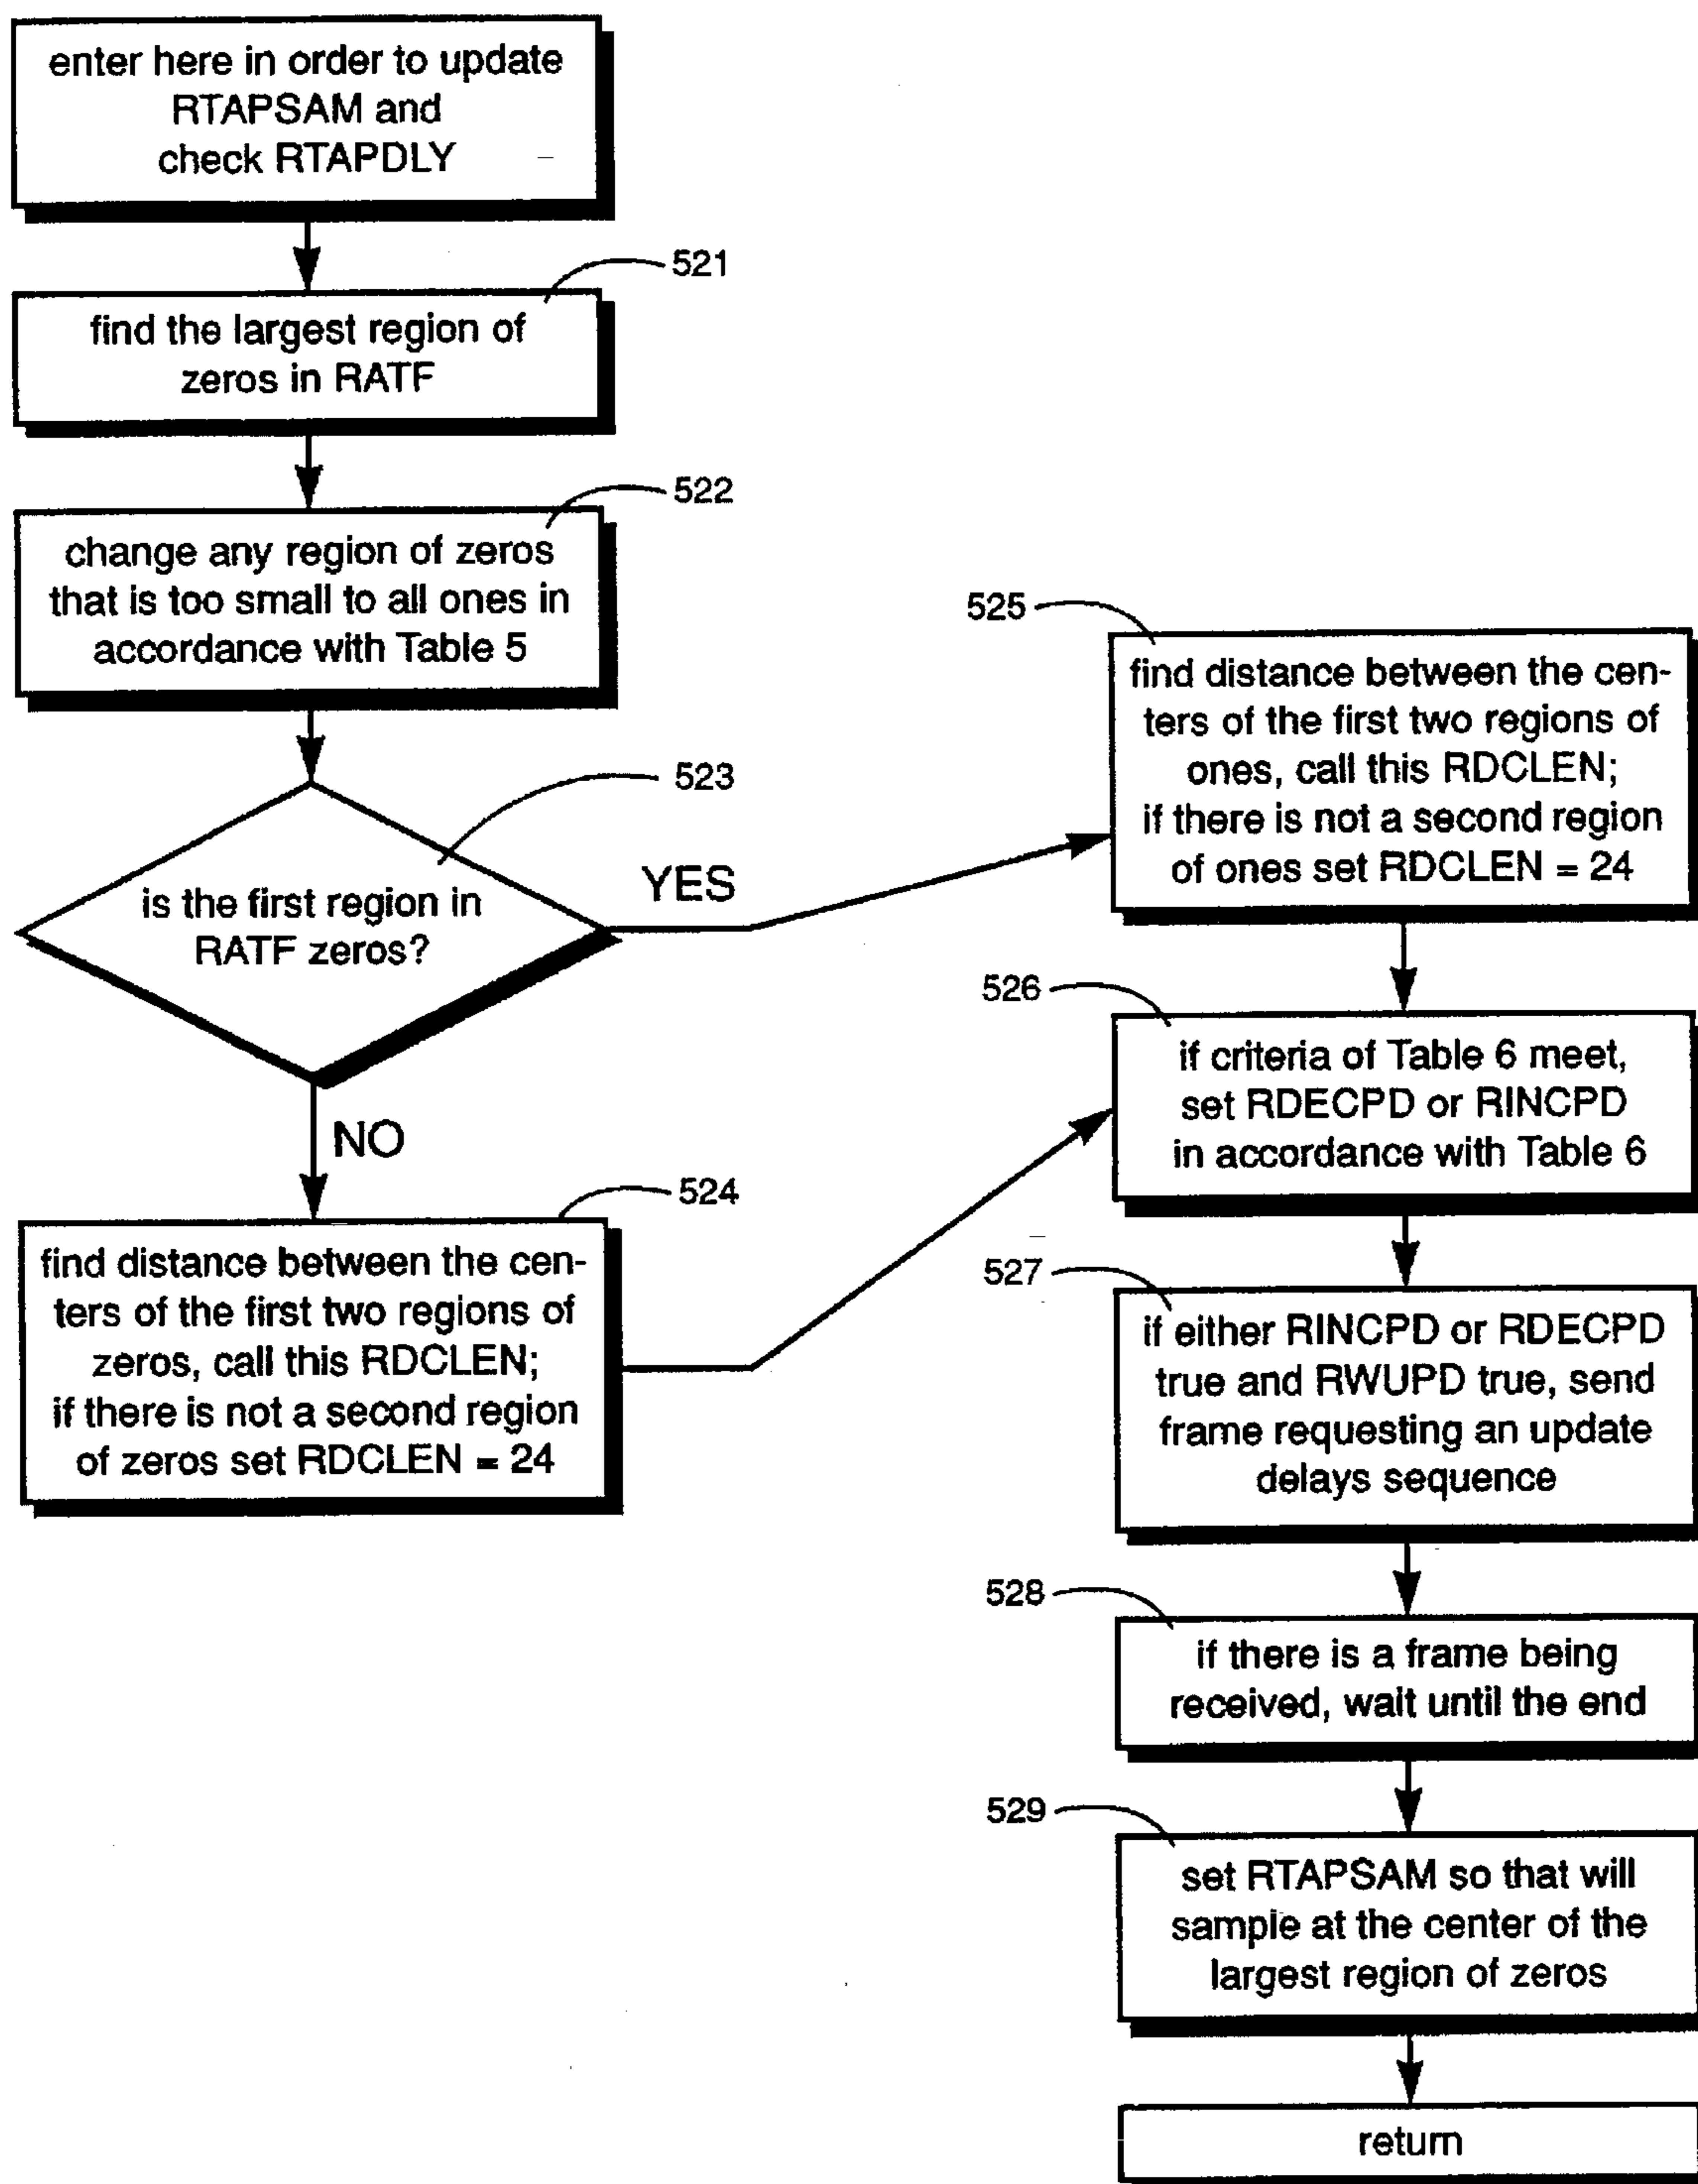 enter here in order to update
RTAPSAM and
check RTAPDLY
521
find the largest region of
zeros in RATF
522
change any region of zeros
that is too small to all ones in
accordance with Table 5
523
is the first region in
RATF zeros?
YES
NO
524
find distance between the cen-
ters of the first two regions of
zeros, call this RDCLEN;
if there is not a second region
of zeros set RDCLEN = 24
525
find distance between the cen-
ters of the first two regions of
ones, call this RDCLEN;
if there is not a second region
of ones set RDCLEN = 24
526
if criteria of Table 6 meet,
set RDECPD or RINCPD
in accordance with Table 6
527
if either RINCPD or RDECPD
true and RWUPD true, send
frame requesting an update
delays sequence
528
if there is a frame being
received, wait until the end
529
set RTAPSAM so that will
sample at the center of the
largest region of zeros
return